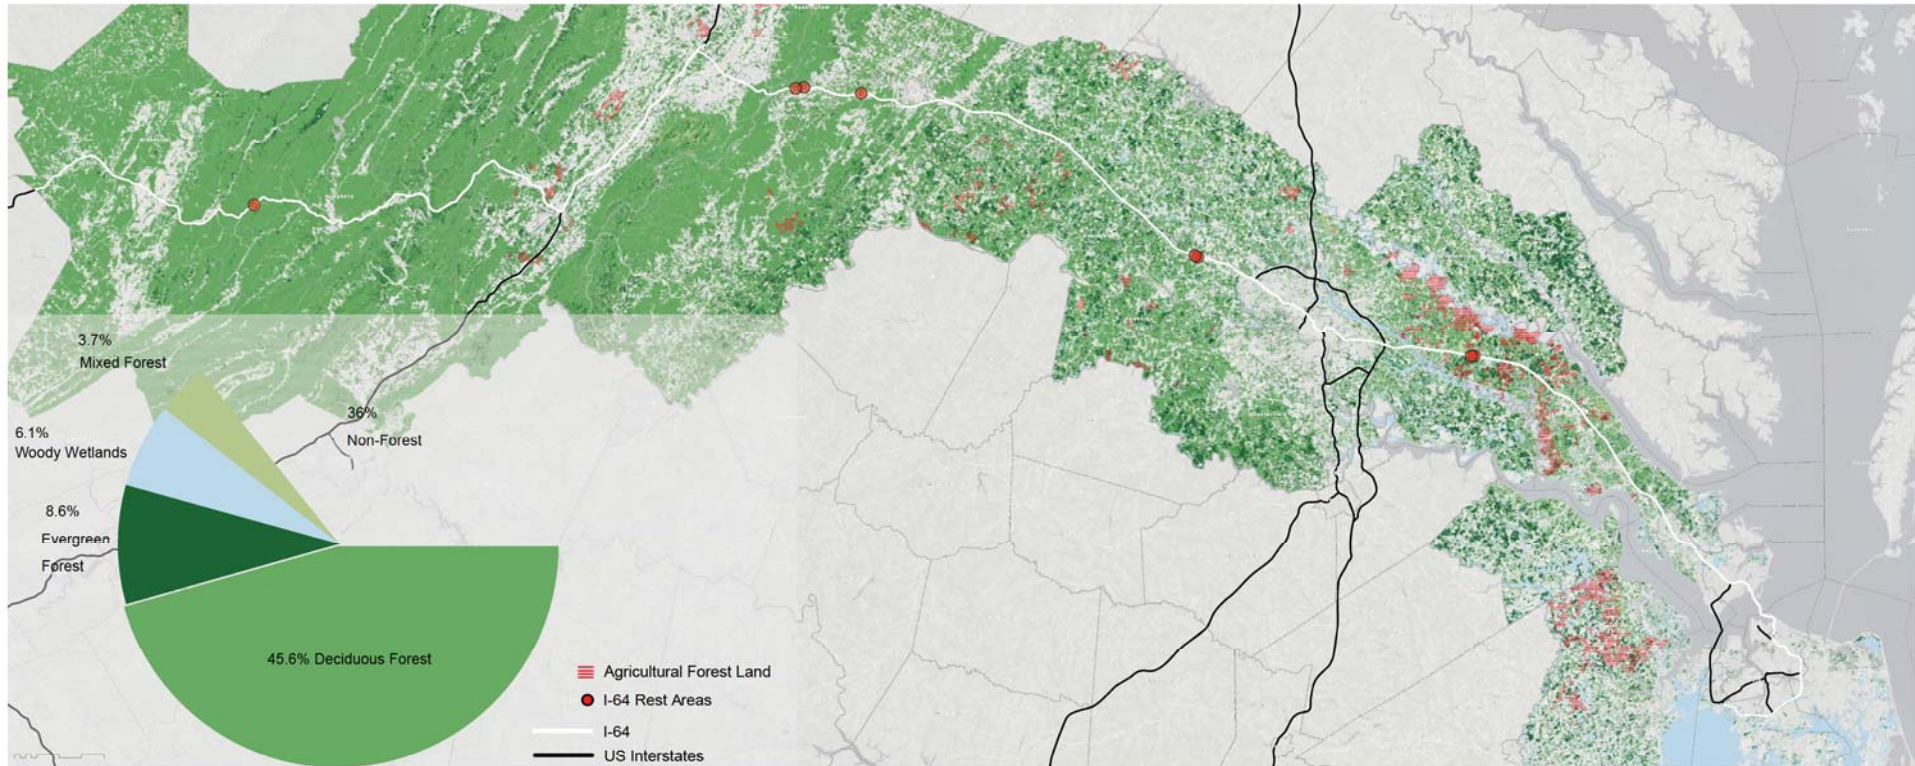 3.7%
Mixed Forest
36%
Non-Forest
6.1%
Woody Wetlands
8.6%
Evergreen
Forest
45.6% Deciduous Forest
Agricultural Forest Land
I-64 Rest Areas
I-64
US Interstates